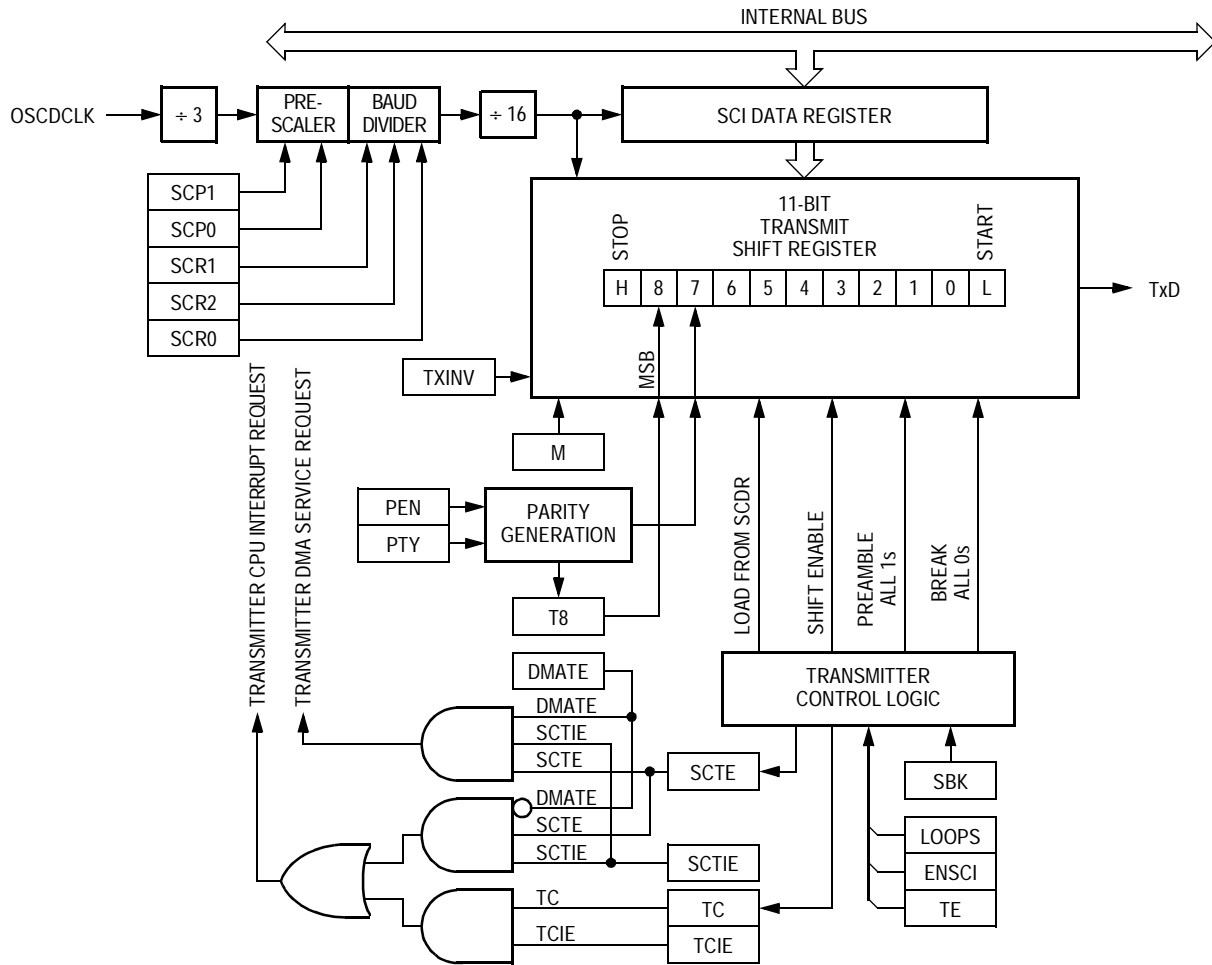 INTERNAL BUS
OSCDCLK
÷ 3
PRE-
SCALER
BAUD
DIVIDER
÷ 16
SCI DATA REGISTER
SCP1
SCP0
SCR1
SCR2
SCR0
11-BIT
TRANSMIT
SHIFT REGISTER
STOP
START
H 8 7 6 5 4 3 2 1 0 L
TxD
TXINV
MSB
M
PEN
PTY
PARITY
GENERATION
T8
LOAD FROM SCDR
SHIFT ENABLE
PREAMBLE
ALL 1s
BREAK
ALL 0s
TRANSMITTER CPU INTERRUPT REQUEST
TRANSMITTER DMA SERVICE REQUEST
TRANSMITTER
CONTROL LOGIC
DMATE
DMATE
SCTIE
SCTE
SCTE
SBK
DMATE
SCTE
SCTIE
SCTIE
LOOPS
ENSCI
TE
TC
TC
TCIE
TCIE